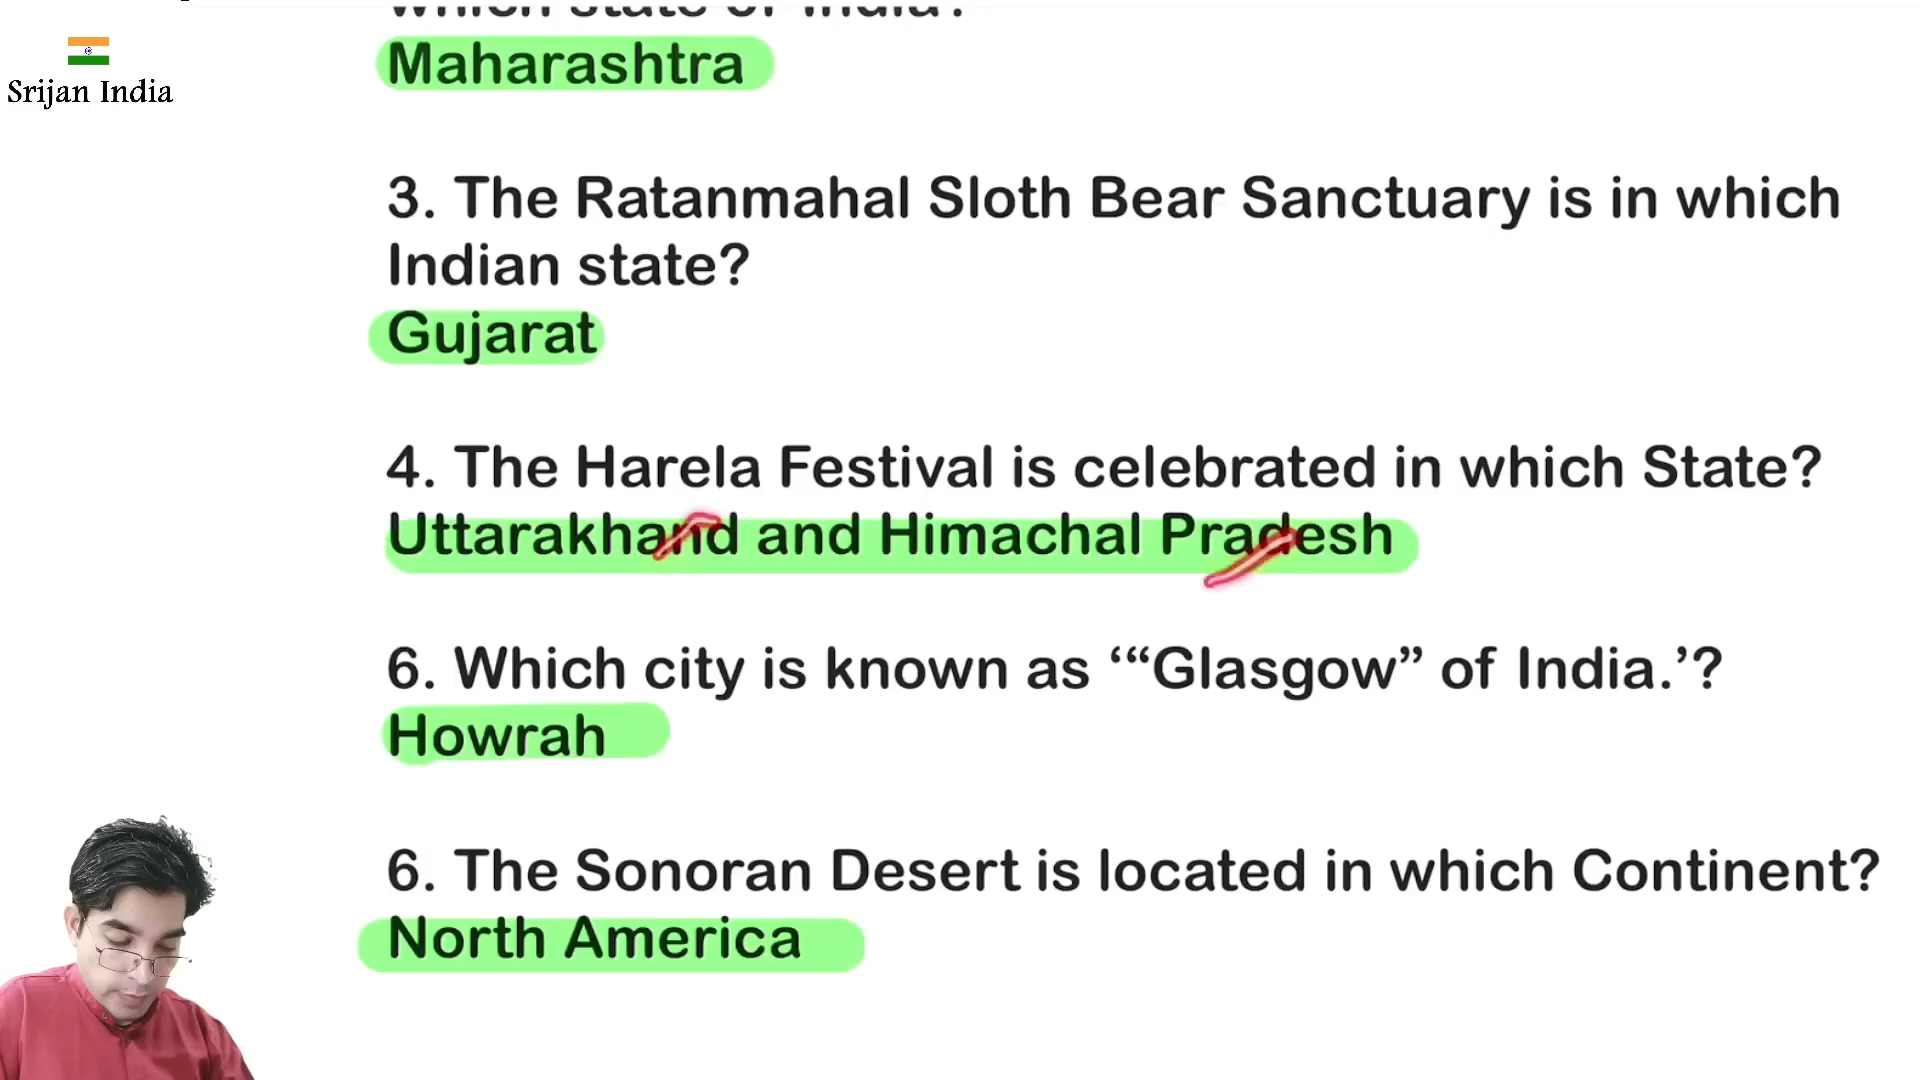 which state of India?
Srijan India
Maharashtra
3. The Ratanmahal Sloth Bear Sanctuary is in which
Indian state?
Gujarat
4. The Harela Festival is celebrated in which State?
Uttarakhand and Himachal Pradesh
6. Which city is known as ‘“Glasgow” of India.’?
Howrah
6. The Sonoran Desert is located in which Continent?
North America